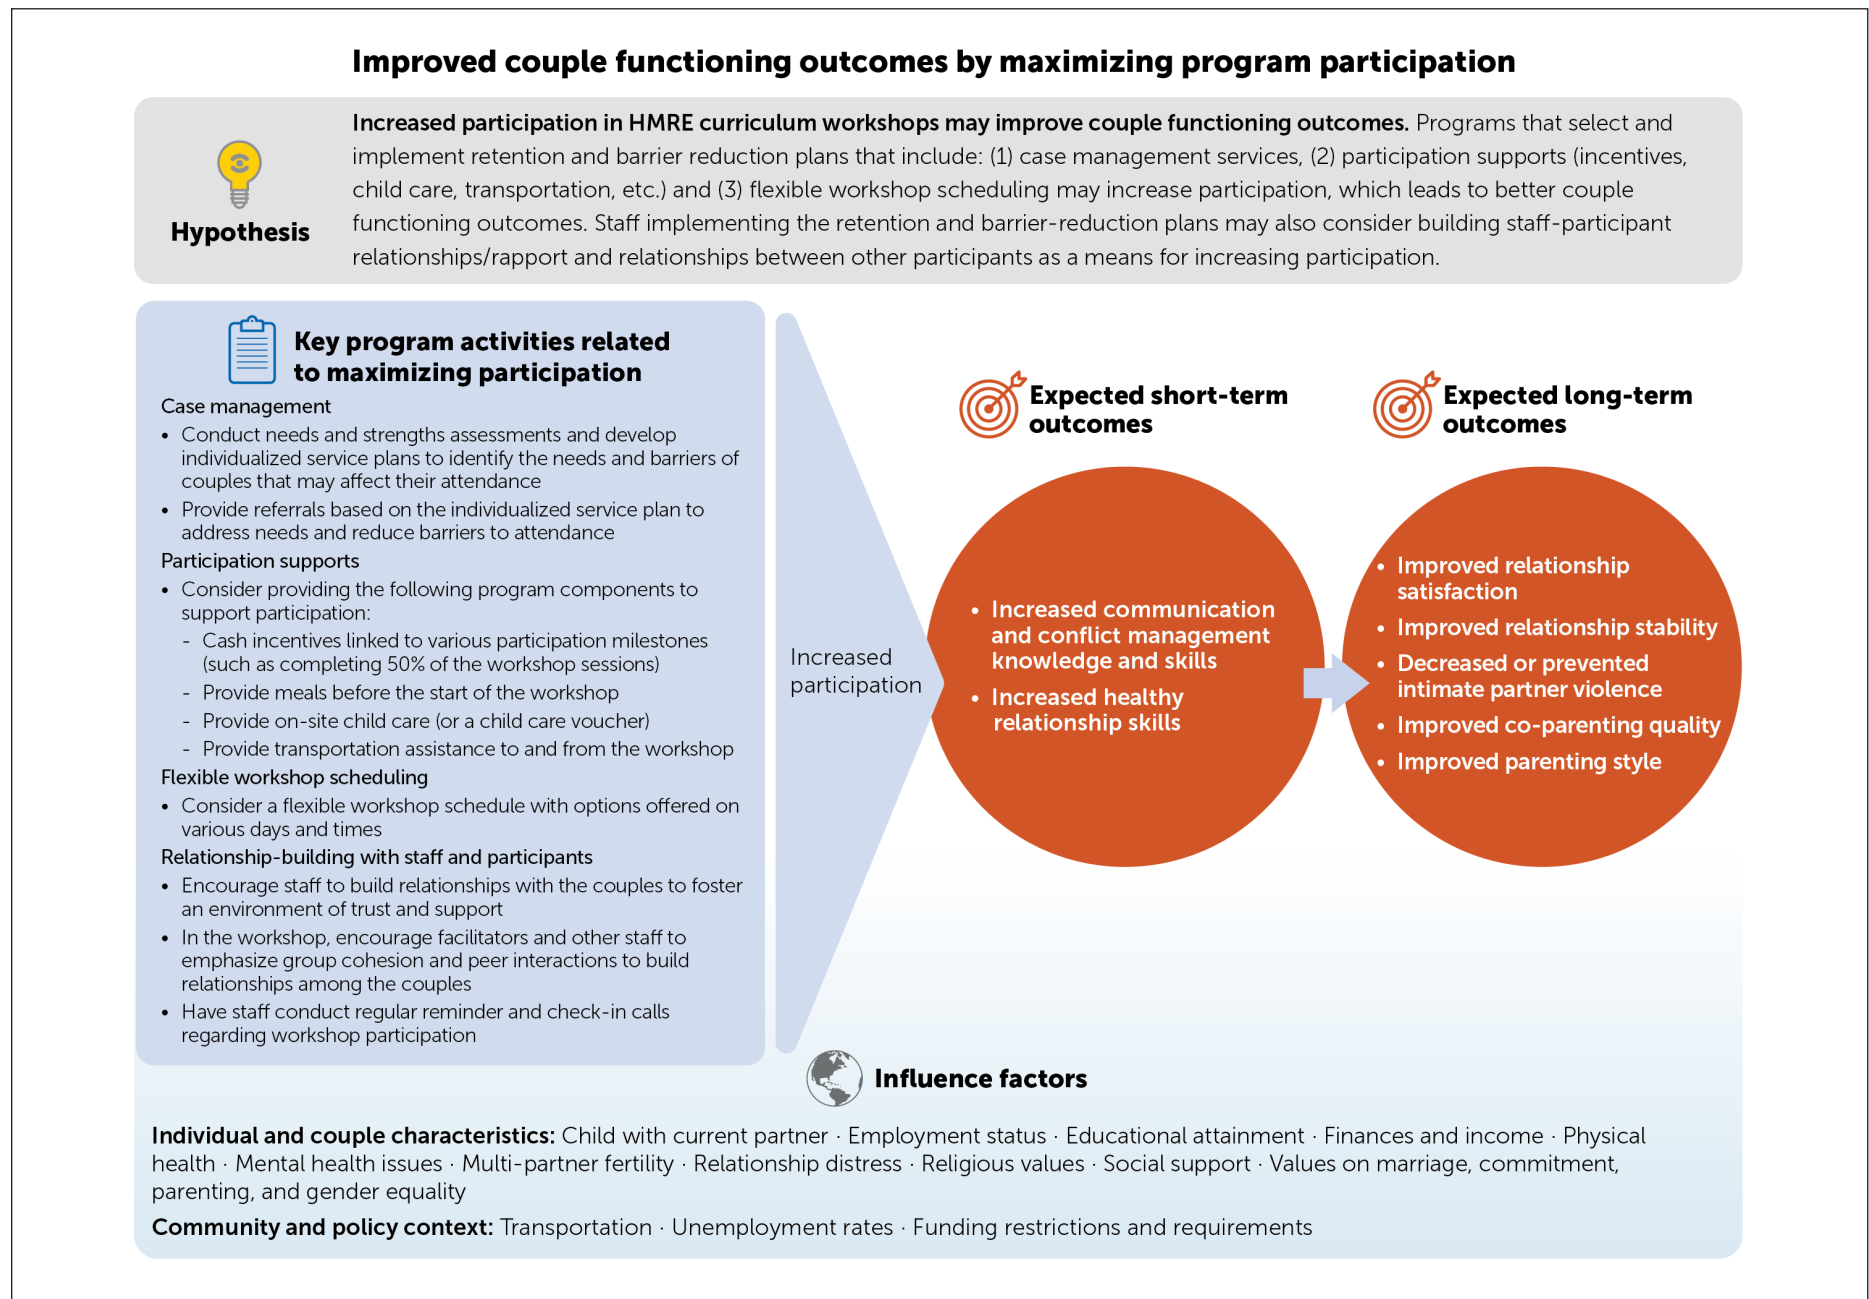 Improved couple functioning outcomes by maximizing program participation
Hypothesis
Increased participation in HMRE curriculum workshops may improve couple functioning outcomes. Programs that select and
implement retention and barrier reduction plans that include: (1) case management services, (2) participation supports (incentives,
child care, transportation, etc.) and (3) flexible workshop scheduling may increase participation, which leads to better couple
functioning outcomes. Staff implementing the retention and barrier-reduction plans may also consider building staff-participant
relationships/rapport and relationships between other participants as a means for increasing participation.
Key program activities related
to maximizing participation
Case management
• Conduct needs and strengths assessments and develop
individualized service plans to identify the needs and barriers of
couples that may affect their attendance
• Provide referrals based on the individualized service plan to
address needs and reduce barriers to attendance
Participation supports
• Consider providing the following program components to
support participation:
- Cash incentives linked to various participation milestones
(such as completing 50% of the workshop sessions)
- Provide meals before the start of the workshop
- Provide on-site child care (or a child care voucher)
- Provide transportation assistance to and from the workshop
Flexible workshop scheduling
• Consider a flexible workshop schedule with options offered on
various days and times
Relationship-building with staff and participants
• Encourage staff to build relationships with the couples to foster
an environment of trust and support
• In the workshop, encourage facilitators and other staff to
emphasize group cohesion and peer interactions to build
relationships among the couples
• Have staff conduct regular reminder and check-in calls
regarding workshop participation
Increased
participation
Expected short-term
outcomes
• Increased communication
and conflict management
knowledge and skills
• Increased healthy
relationship skills
Expected long-term
outcomes
• Improved relationship
satisfaction
• Improved relationship stability
• Decreased or prevented
intimate partner violence
• Improved co-parenting quality
• Improved parenting style
Influence factors
Individual and couple characteristics: Child with current partner · Employment status · Educational attainment · Finances and income · Physical
health · Mental health issues · Multi-partner fertility · Relationship distress · Religious values · Social support · Values on marriage, commitment,
parenting, and gender equality
Community and policy context: Transportation · Unemployment rates · Funding restrictions and requirements